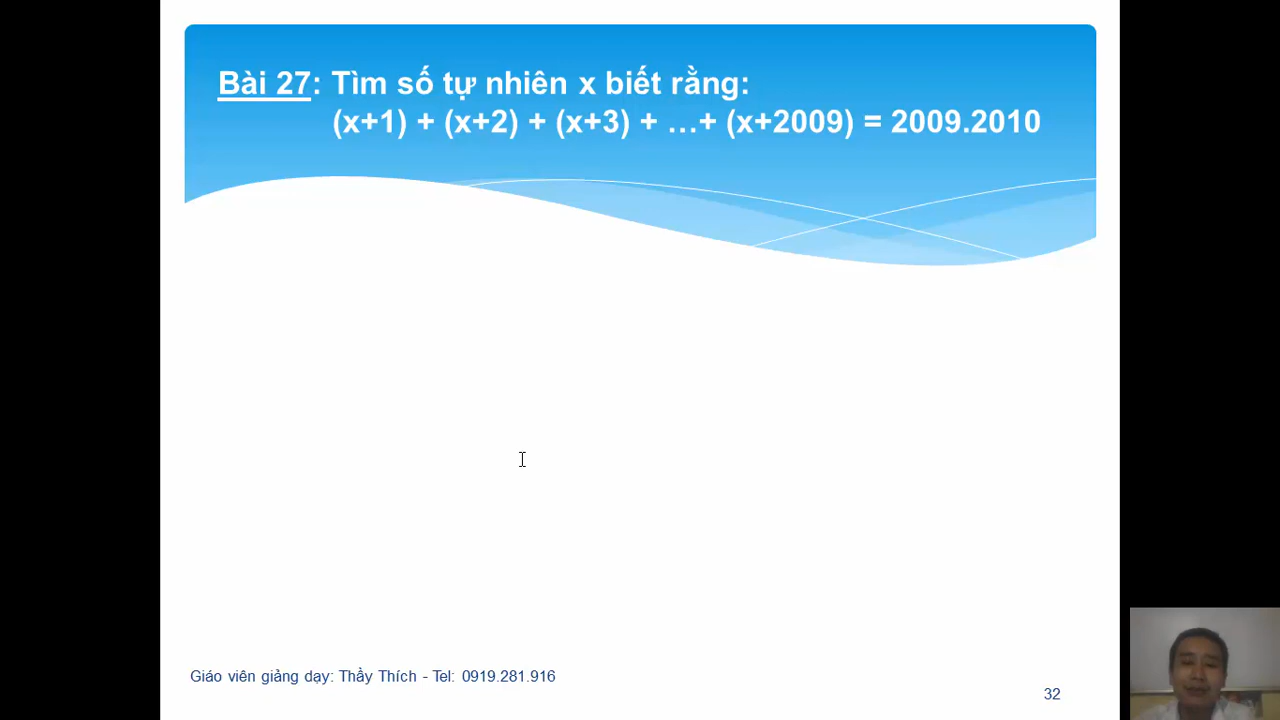 Bài 27: Tìm số tự nhiên x biết rằng:
(x+1) + (x+2) + (x+3) + …+ (x+2009) = 2009.2010
Giáo viên giảng dạy: Thầy Thích - Tel: 0919.281.916
32